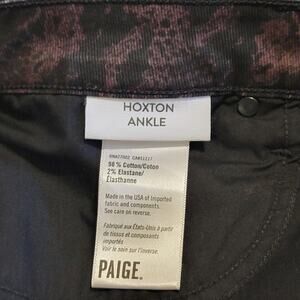 HOXTON
ANKLE
98 % Cotton/Coton
2% Elastane/
Élasthanne
Made in the USA of imported
fabric and components.
See care on reverse.
Fabriqué aux États-Unis à partir
de tissus et composants
importés
Voir le soin sur l'inverse.
PAIGE.